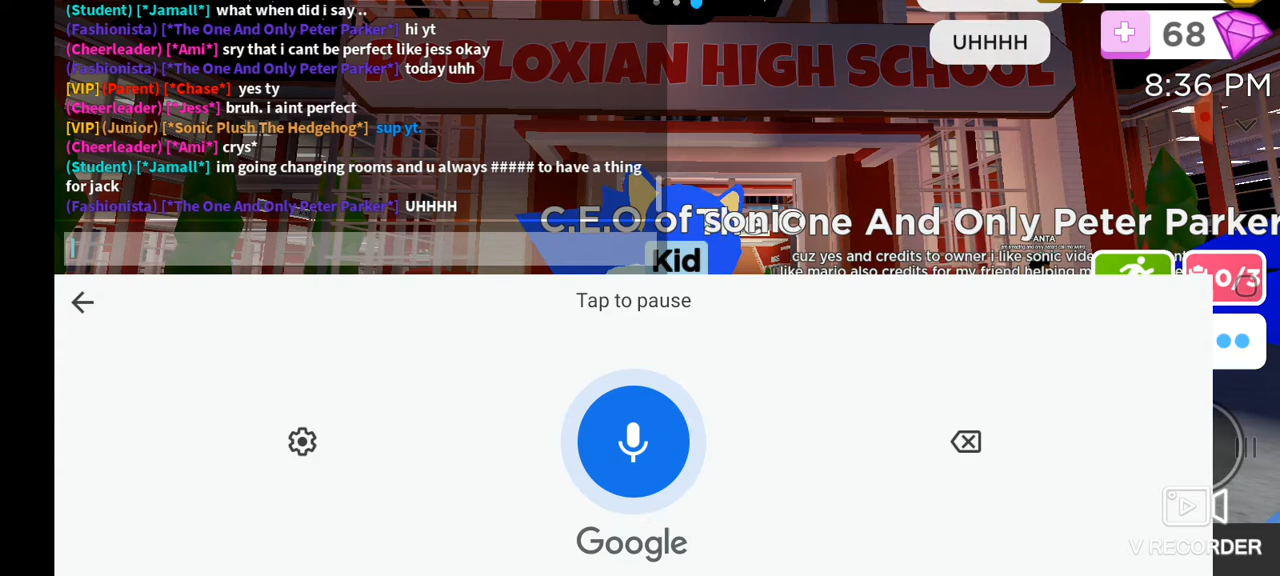 (Student) [*Jamall*] what when did i say ..
(Fashionista) [*The One And Only Peter Parker*] hi yt
(Cheerleader) [*Ami*] sry that i cant be perfect like jess okay
(Fashionista) [*The One And Only Peter Parker*] today uhh
[VIP] (Parent) [*Chase*] yes ty
(Cheerleader) [*Jess*] bruh. i aint perfect
[VIP] (Junior) [*Sonic Plush The Hedgehog*] sup yt.
(Cheerleader) [*Ami*] crys*
(Student) [*Jamall*] im going changing rooms and u always ##### to have a thing
for jack
(Fashionista) [*The One And Only Peter Parker*] UHHHH
UHHHH
68
8:36 PM
BLOXIAN HIGH SCHOOL
C.E.O of sonic
The One And Only Peter Parker
cuz yes and credits to owner i like sonic
like mario also credits for my friend helping
Kid
0/3
Tap to pause
Google
V RECORDER